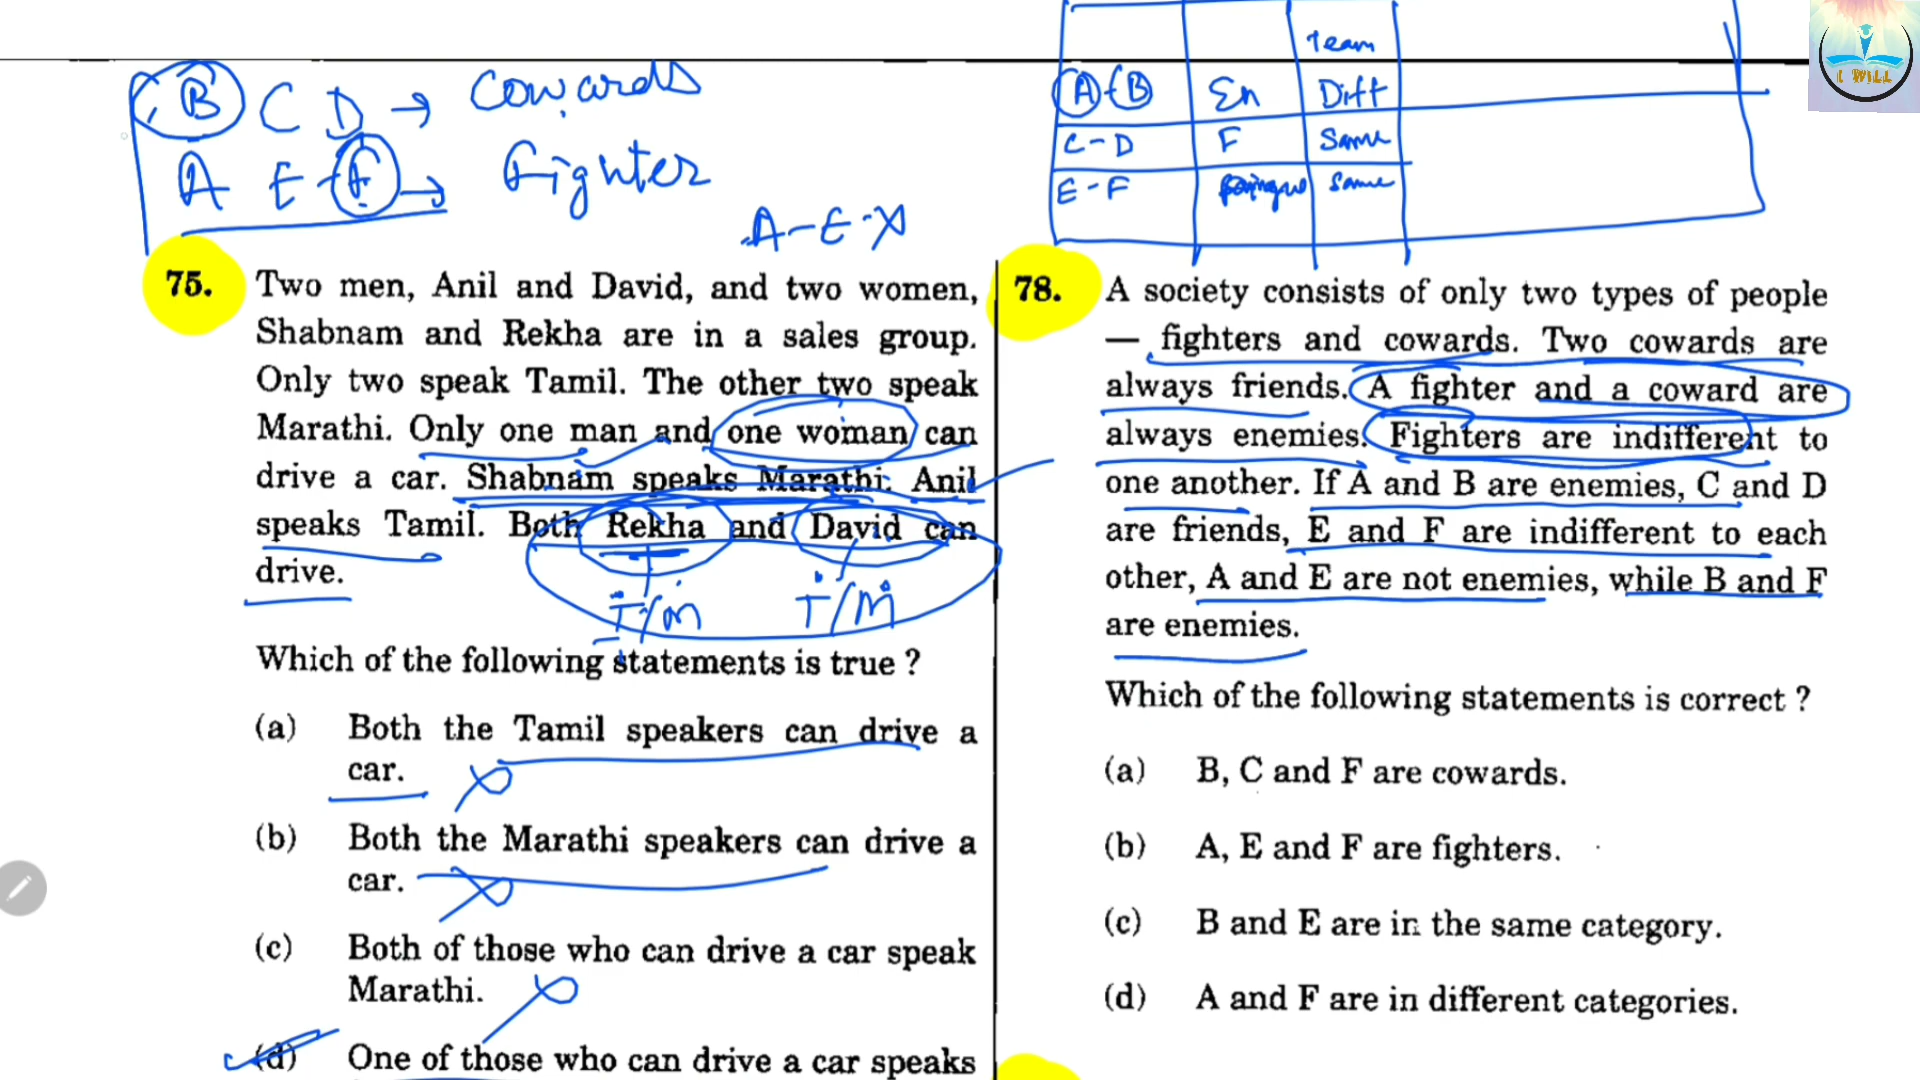 B C D → Cowards
A E F → Fighter
A-E-X
Team
A-B En Diff
C-D F Same
E-F Same
I WILL
75. Two men, Anil and David, and two women,
Shabnam and Rekha are in a sales group.
Only two speak Tamil. The other two speak
Marathi. Only one man and one woman can
drive a car. Shabnam speaks Marathi. Anil
speaks Tamil. Both Rekha and David can
drive.
T/M T/M
Which of the following statements is true ?
(a) Both the Tamil speakers can drive a
car.
(b) Both the Marathi speakers can drive a
car.
(c) Both of those who can drive a car speak
Marathi.
(d) One of those who can drive a car speaks
78. A society consists of only two types of people
— fighters and cowards. Two cowards are
always friends. A fighter and a coward are
always enemies. Fighters are indifferent to
one another. If A and B are enemies, C and D
are friends, E and F are indifferent to each
other, A and E are not enemies, while B and F
are enemies.
Which of the following statements is correct ?
(a) B, C and F are cowards.
(b) A, E and F are fighters.
(c) B and E are in the same category.
(d) A and F are in different categories.